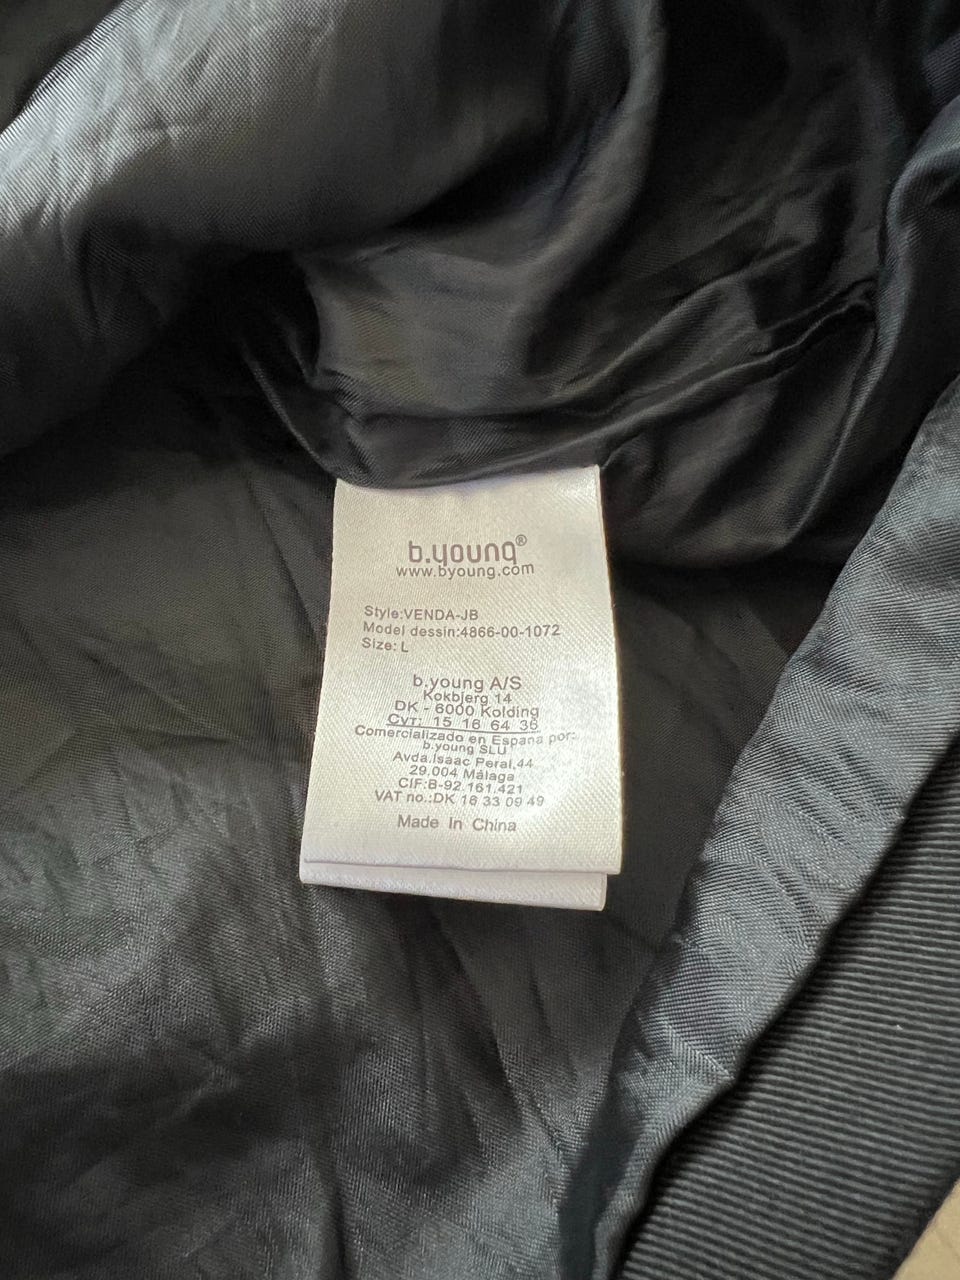 b.young®
www.byoung.com
Style:VENDA-JB
Model dessin:4866-00-1072
Size: L
b.young A/S
Kokbjerg 14
DK - 6000 Kolding
Cvr: 15 16 64 36
Comercializado en Espana por:
b.young SLU
Avda.Isaac Peral,44
29.004 Málaga
CIF:B-92.161.421
VAT no.:DK 16 33 09 49
Made In China